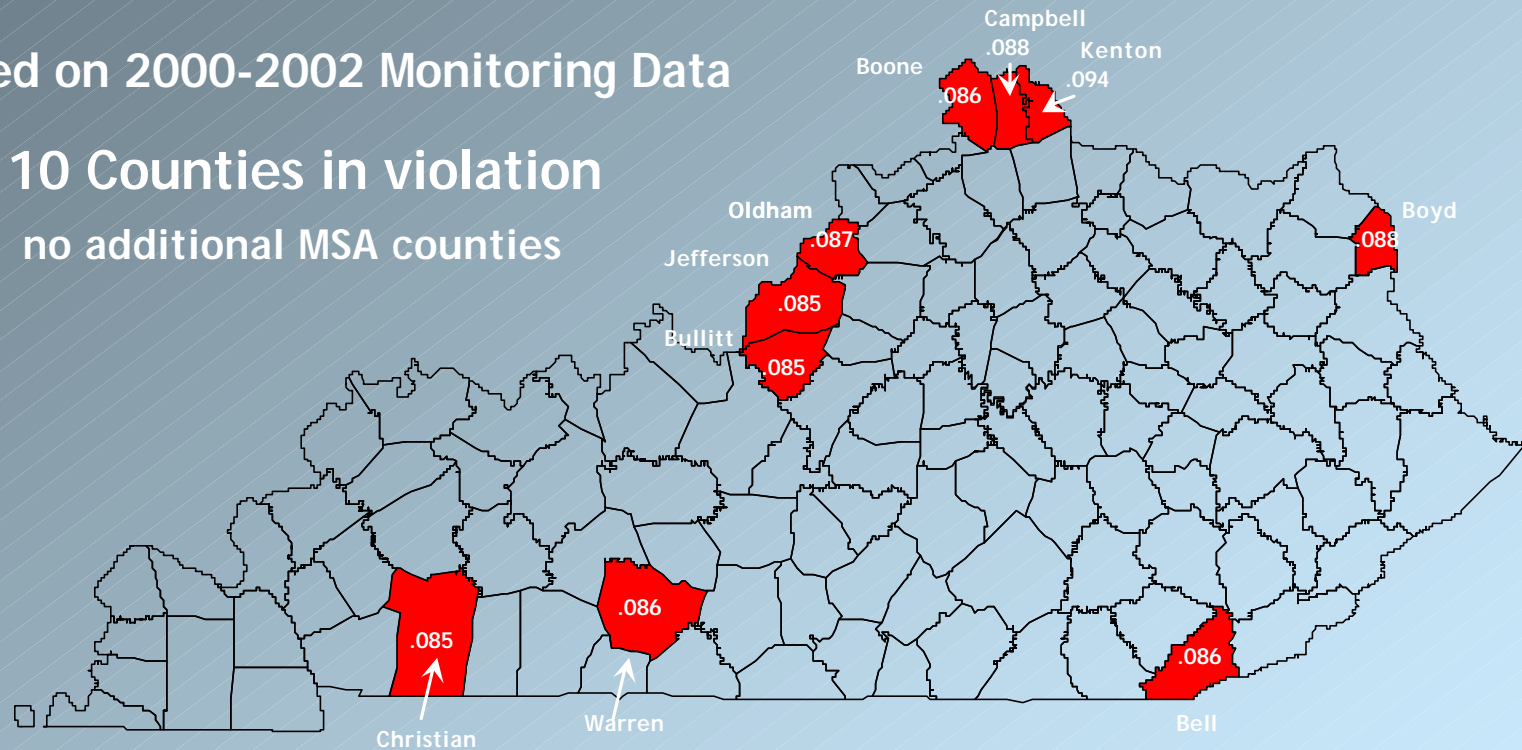 ed on 2000-2002 Monitoring Data
10 Counties in violation
no additional MSA counties
Campbell
.088
Kenton
.094
Boone
.086
Oldham
.087
Boyd
.088
Jefferson
.085
Bullitt
.085
.085
.086
.086
Christian
Warren
Bell